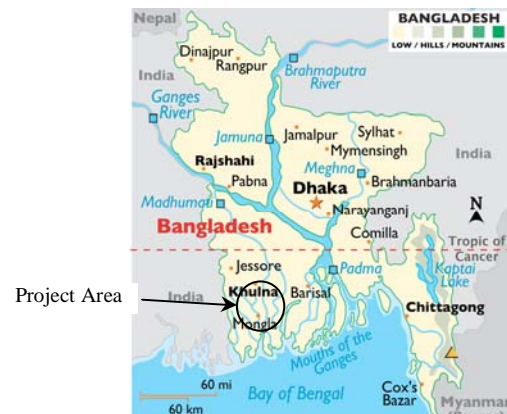 Nepal
BANGLADESH
LOW / HILLS / MOUNTAINS
Dinajpur
Rangpur
India
Brahmaputra
River
Ganges
River
Jamuna
Jamalpur
Sylhat
Mymensingh
India
Rajshahi
Meghna
Pabna
Dhaka
Brahmanbaria
Madhumati
Narayanganj
N
Bangladesh
Comilla
Tropic of
Cancer
Jessore
Padma
Kaptai
Lake
Project Area
India
Khulna
Barisal
Chittagong
Mongla
Mouths of the
Ganges
60 mi
60 km
Bay of Bengal
Cox's
Bazar
Myanmar